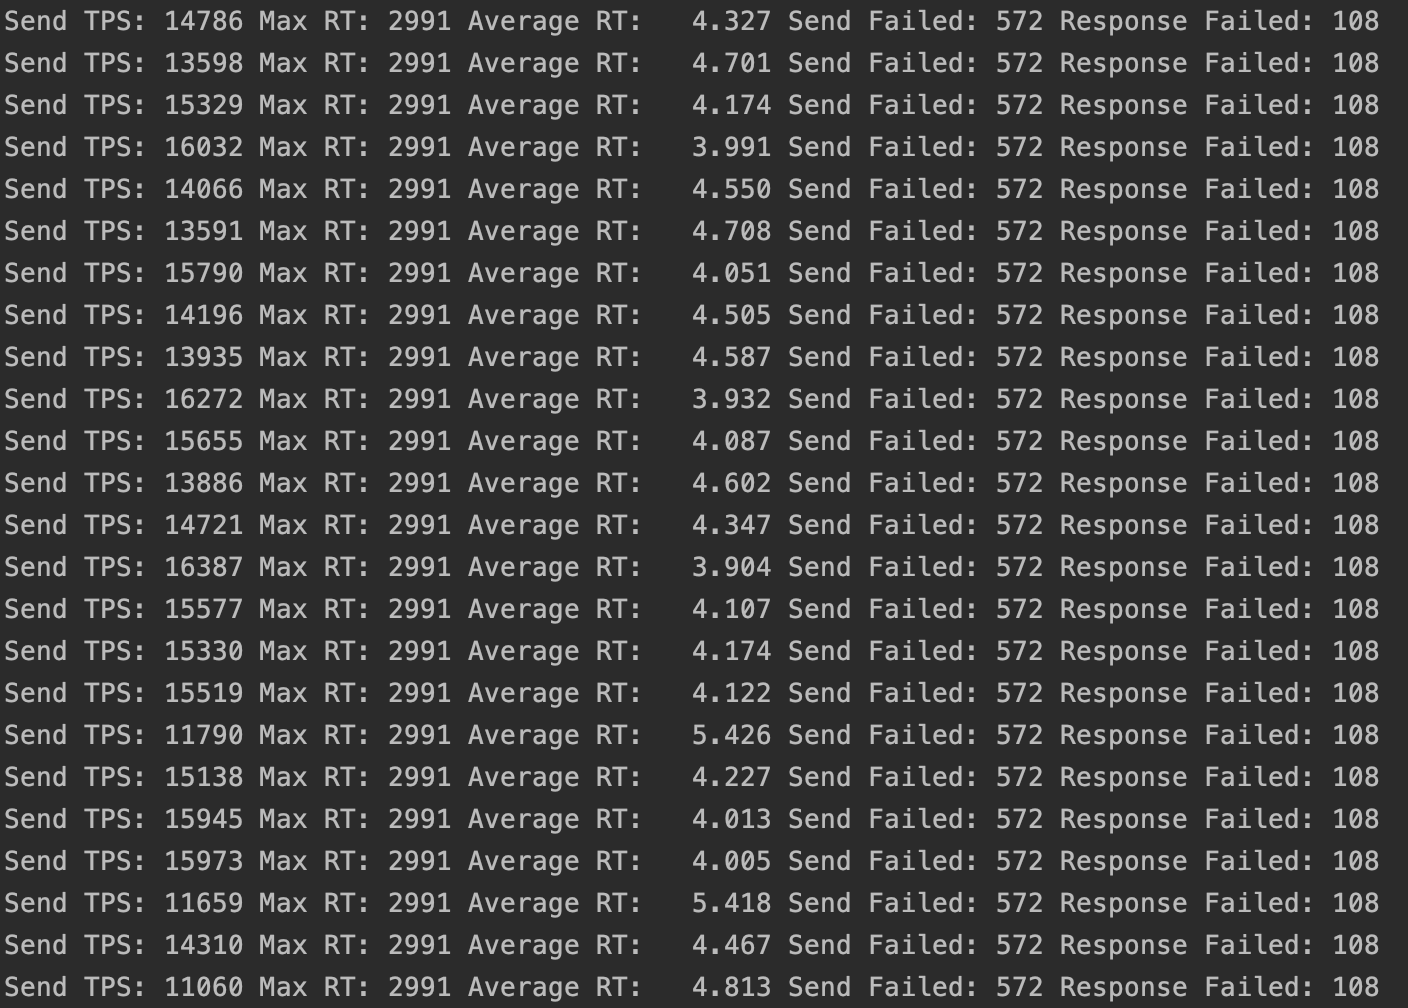 Send TPS: 14786 Max RT: 2991 Average RT:   4.327 Send Failed: 572 Response Failed: 108
Send TPS: 13598 Max RT: 2991 Average RT:   4.701 Send Failed: 572 Response Failed: 108
Send TPS: 15329 Max RT: 2991 Average RT:   4.174 Send Failed: 572 Response Failed: 108
Send TPS: 16032 Max RT: 2991 Average RT:   3.991 Send Failed: 572 Response Failed: 108
Send TPS: 14066 Max RT: 2991 Average RT:   4.550 Send Failed: 572 Response Failed: 108
Send TPS: 13591 Max RT: 2991 Average RT:   4.708 Send Failed: 572 Response Failed: 108
Send TPS: 15790 Max RT: 2991 Average RT:   4.051 Send Failed: 572 Response Failed: 108
Send TPS: 14196 Max RT: 2991 Average RT:   4.505 Send Failed: 572 Response Failed: 108
Send TPS: 13935 Max RT: 2991 Average RT:   4.587 Send Failed: 572 Response Failed: 108
Send TPS: 16272 Max RT: 2991 Average RT:   3.932 Send Failed: 572 Response Failed: 108
Send TPS: 15655 Max RT: 2991 Average RT:   4.087 Send Failed: 572 Response Failed: 108
Send TPS: 13886 Max RT: 2991 Average RT:   4.602 Send Failed: 572 Response Failed: 108
Send TPS: 14721 Max RT: 2991 Average RT:   4.347 Send Failed: 572 Response Failed: 108
Send TPS: 16387 Max RT: 2991 Average RT:   3.904 Send Failed: 572 Response Failed: 108
Send TPS: 15577 Max RT: 2991 Average RT:   4.107 Send Failed: 572 Response Failed: 108
Send TPS: 15330 Max RT: 2991 Average RT:   4.174 Send Failed: 572 Response Failed: 108
Send TPS: 15519 Max RT: 2991 Average RT:   4.122 Send Failed: 572 Response Failed: 108
Send TPS: 11790 Max RT: 2991 Average RT:   5.426 Send Failed: 572 Response Failed: 108
Send TPS: 15138 Max RT: 2991 Average RT:   4.227 Send Failed: 572 Response Failed: 108
Send TPS: 15945 Max RT: 2991 Average RT:   4.013 Send Failed: 572 Response Failed: 108
Send TPS: 15973 Max RT: 2991 Average RT:   4.005 Send Failed: 572 Response Failed: 108
Send TPS: 11659 Max RT: 2991 Average RT:   5.418 Send Failed: 572 Response Failed: 108
Send TPS: 14310 Max RT: 2991 Average RT:   4.467 Send Failed: 572 Response Failed: 108
Send TPS: 11060 Max RT: 2991 Average RT:   4.813 Send Failed: 572 Response Failed: 108